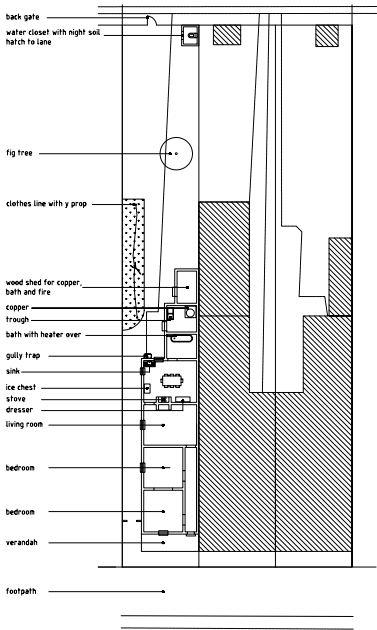 back gate
water closet with night soil
hatch to lane
fig tree
clothes line with y prop
wood shed for copper,
bath and fire
copper
trough
bath with heater over
gully trap
sink
ice chest
stove
dresser
living room
bedroom
bedroom
verandah
footpath